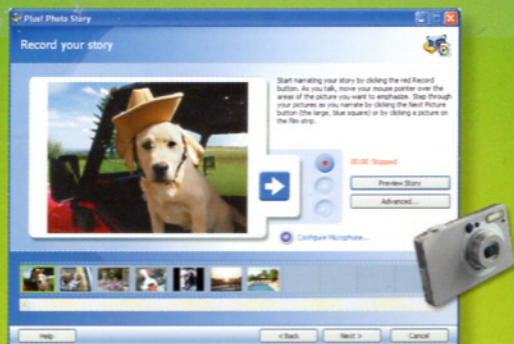 Plus! Photo Story
Record your story
Start narrating your story by clicking the red Record
button. As you talk, move your mouse pointer over the
areas of the picture you want to emphasize. Step through
your pictures as you narrate by clicking the Next Picture
button (the large, blue square) or by clicking a picture on
the film strip.
00:00 Stopped
Preview Story
Advanced...
Configure Microphone...
Help
< Back
Next >
Cancel